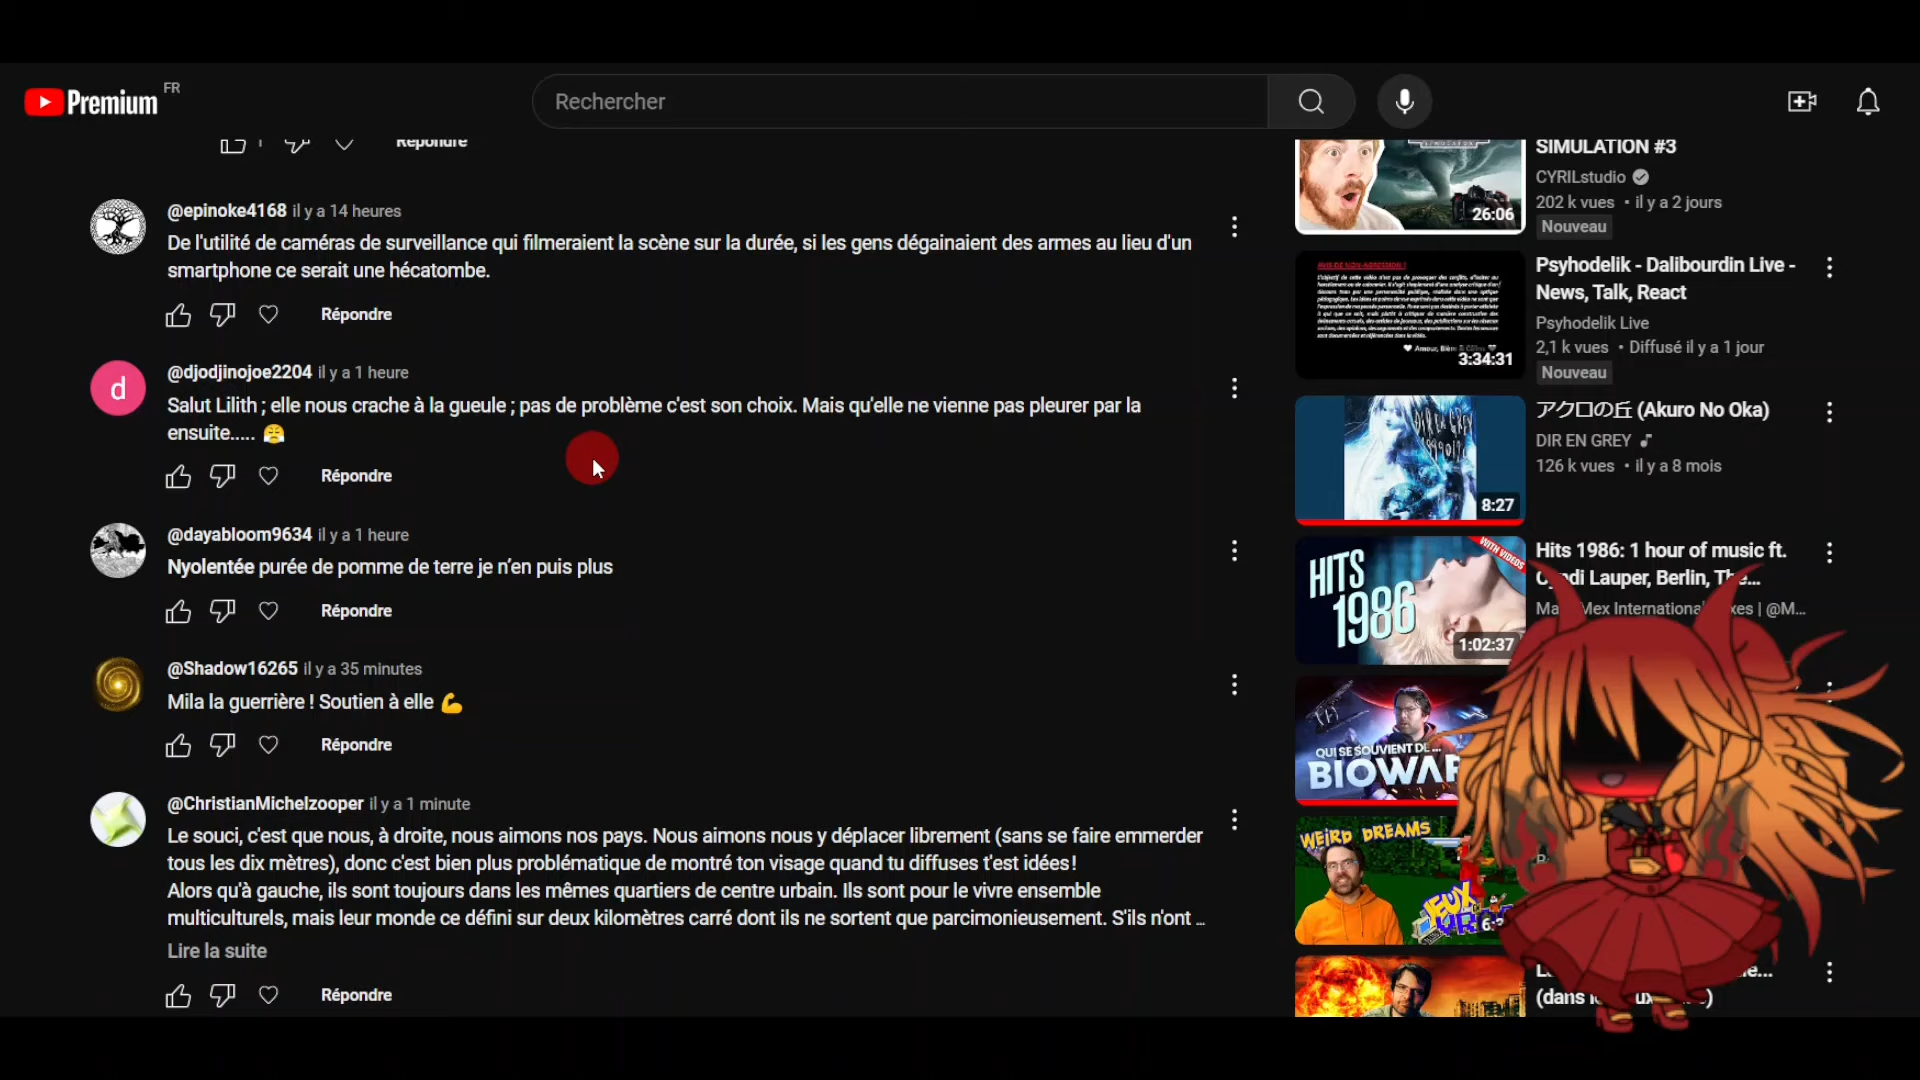 Premium FR
Rechercher
1 Répondre
@epinoke4168 il y a 14 heures
De l'utilité de caméras de surveillance qui filmeraient la scène sur la durée, si les gens dégainaient des armes au lieu d'un
smartphone ce serait une hécatombe.
Répondre
@djodjinojoe2204 il y a 1 heure
Salut Lilith ; elle nous crache à la gueule ; pas de problème c'est son choix. Mais qu'elle ne vienne pas pleurer par la
ensuite..... 😤
Répondre
@dayabloom9634 il y a 1 heure
Nyolentée purée de pomme de terre je n'en puis plus
Répondre
@Shadow16265 il y a 35 minutes
Mila la guerrière ! Soutien à elle 💪
Répondre
@ChristianMichelzooper il y a 1 minute
Le souci, c'est que nous, à droite, nous aimons nos pays. Nous aimons nous y déplacer librement (sans se faire emmerder
tous les dix mètres), donc c'est bien plus problématique de montré ton visage quand tu diffuses t'est idées!
Alors qu'à gauche, ils sont toujours dans les mêmes quartiers de centre urbain. Ils sont pour le vivre ensemble
multiculturels, mais leur monde ce défini sur deux kilomètres carré dont ils ne sortent que parcimonieusement. S'ils n'ont ...
Lire la suite
Répondre
26:06
SIMULATION #3
CYRILstudio
202 k vues • il y a 2 jours
Nouveau
3:34:31
Psyhodelik - Dalibourdin Live -
News, Talk, React
Psyhodelik Live
2,1 k vues • Diffusé il y a 1 jour
Nouveau
DIR EN GREY
8:27
アクロの丘 (Akuro No Oka)
DIR EN GREY
126 k vues • il y a 8 mois
HITS
1986
WITH VIDEOS
1:02:37
Hits 1986: 1 hour of music ft.
Lauper, Berlin,
Mex International
| @M...
QUI SE SOUVIENT DE ...
WEIRD DREAMS
JEUX
(dans